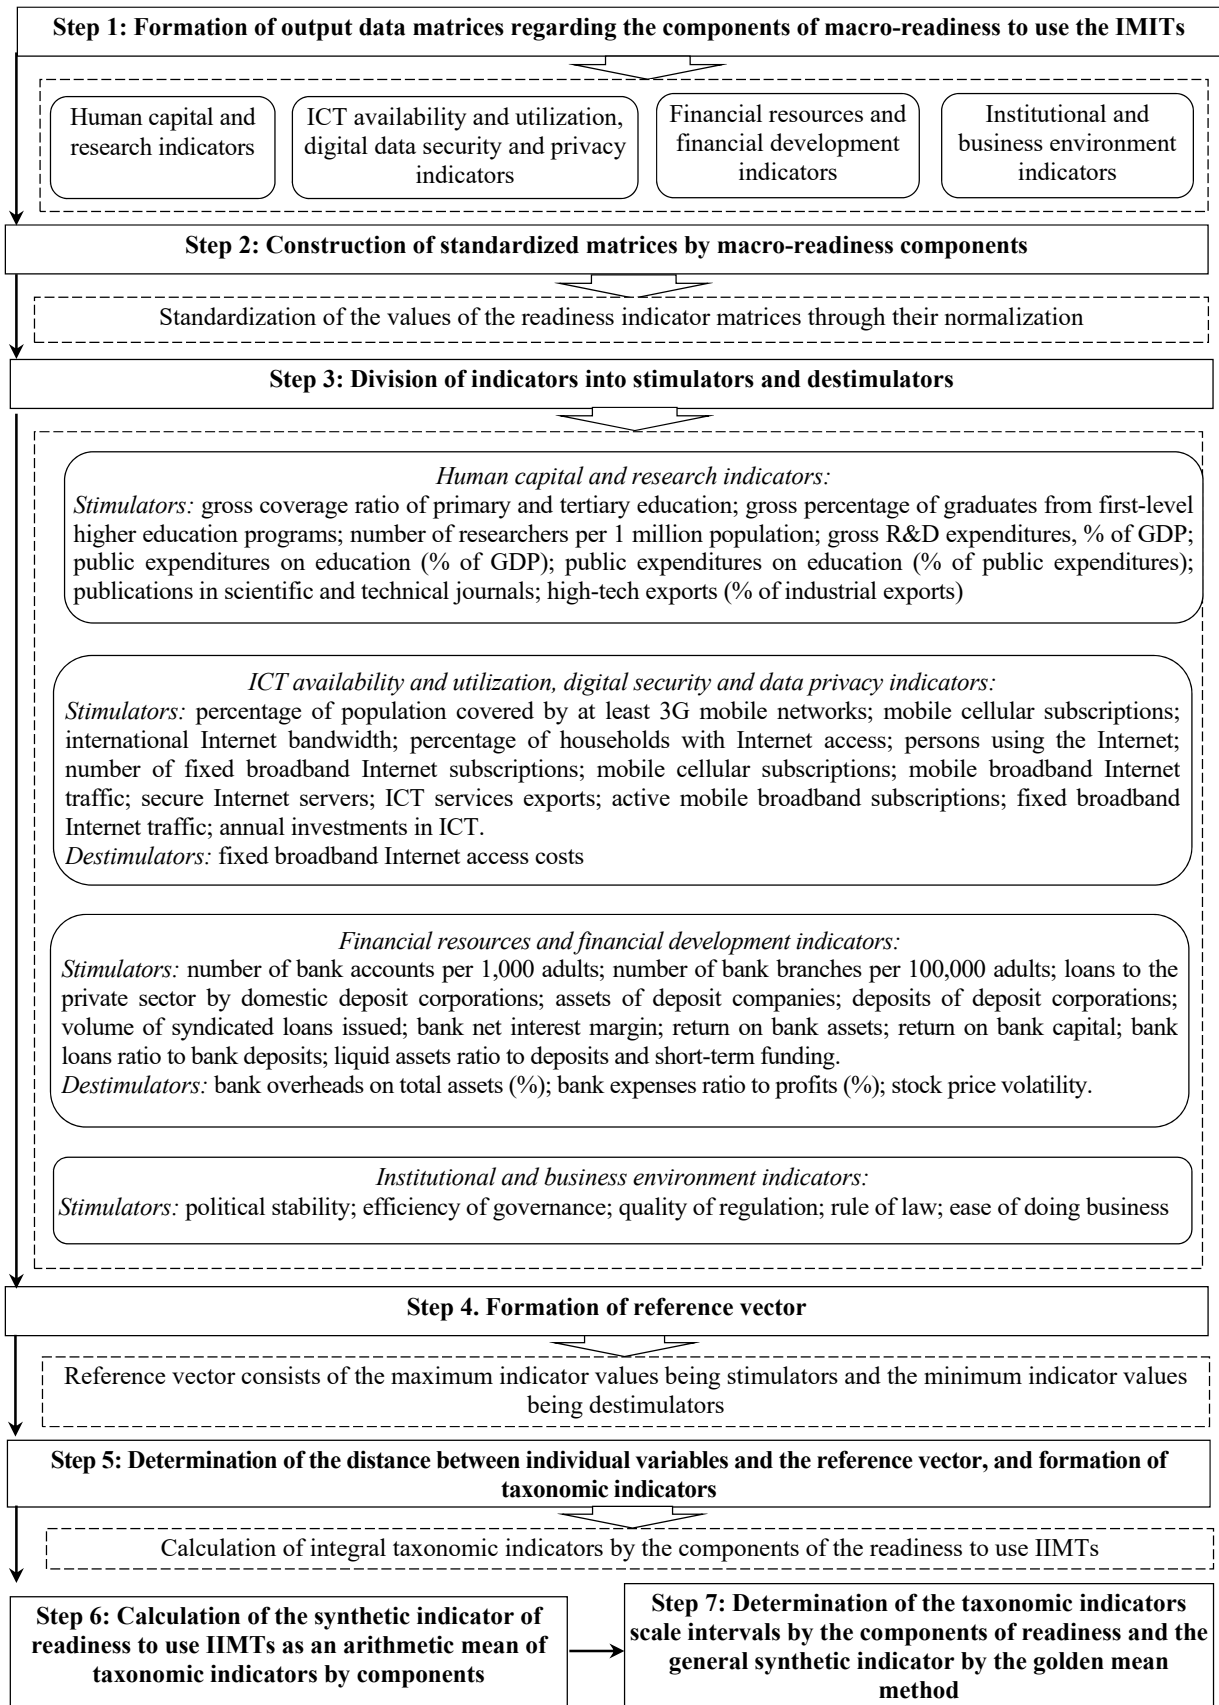 Step 1: Formation of output data matrices regarding the components of macro-readiness to use the IMITs
Human capital and
research indicators
ICT availability and utilization,
digital data security and privacy
indicators
Financial resources and
financial development
indicators
Institutional and
business environment
indicators
Step 2: Construction of standardized matrices by macro-readiness components
Standardization of the values of the readiness indicator matrices through their normalization
Step 3: Division of indicators into stimulators and destimulators
Human capital and research indicators:
Stimulators: gross coverage ratio of primary and tertiary education; gross percentage of graduates from first-level
higher education programs; number of researchers per 1 million population; gross R&D expenditures, % of GDP;
public expenditures on education (% of GDP); public expenditures on education (% of public expenditures);
publications in scientific and technical journals; high-tech exports (% of industrial exports)
ICT availability and utilization, digital security and data privacy indicators:
Stimulators: percentage of population covered by at least 3G mobile networks; mobile cellular subscriptions;
international Internet bandwidth; percentage of households with Internet access; persons using the Internet;
number of fixed broadband Internet subscriptions; mobile cellular subscriptions; mobile broadband Internet
traffic; secure Internet servers; ICT services exports; active mobile broadband subscriptions; fixed broadband
Internet traffic; annual investments in ICT.
Destimulators: fixed broadband Internet access costs
Financial resources and financial development indicators:
Stimulators: number of bank accounts per 1,000 adults; number of bank branches per 100,000 adults; loans to the
private sector by domestic deposit corporations; assets of deposit companies; deposits of deposit corporations;
volume of syndicated loans issued; bank net interest margin; return on bank assets; return on bank capital; bank
loans ratio to bank deposits; liquid assets ratio to deposits and short-term funding.
Destimulators: bank overheads on total assets (%); bank expenses ratio to profits (%); stock price volatility.
Institutional and business environment indicators:
Stimulators: political stability; efficiency of governance; quality of regulation; rule of law; ease of doing business
Step 4. Formation of reference vector
Reference vector consists of the maximum indicator values being stimulators and the minimum indicator values
being destimulators
Step 5: Determination of the distance between individual variables and the reference vector, and formation of
taxonomic indicators
Calculation of integral taxonomic indicators by the components of the readiness to use IIMTs
Step 6: Calculation of the synthetic indicator of
readiness to use IIMTs as an arithmetic mean of
taxonomic indicators by components
Step 7: Determination of the taxonomic indicators
scale intervals by the components of readiness and the
general synthetic indicator by the golden mean
method